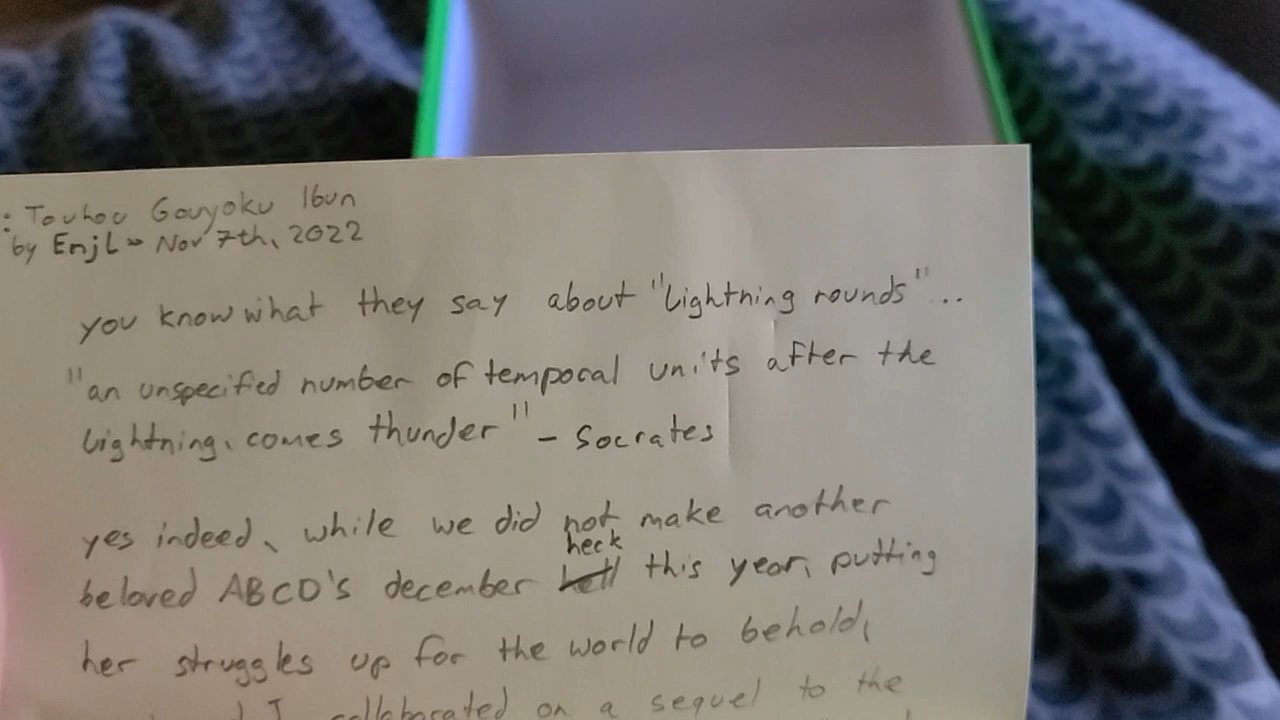 : Touhou Gouyoku Ibun
by EnjL » Nov 7th, 2022
you know what they say about "lightning rounds"..
"an unspecified number of temporal units after the
lightning, comes thunder" - Socrates
yes indeed, while we did not make another
heck
beloved ABCD's december hell this year, putting
her struggles up for the world to behold,
I collaborated on a sequel to the